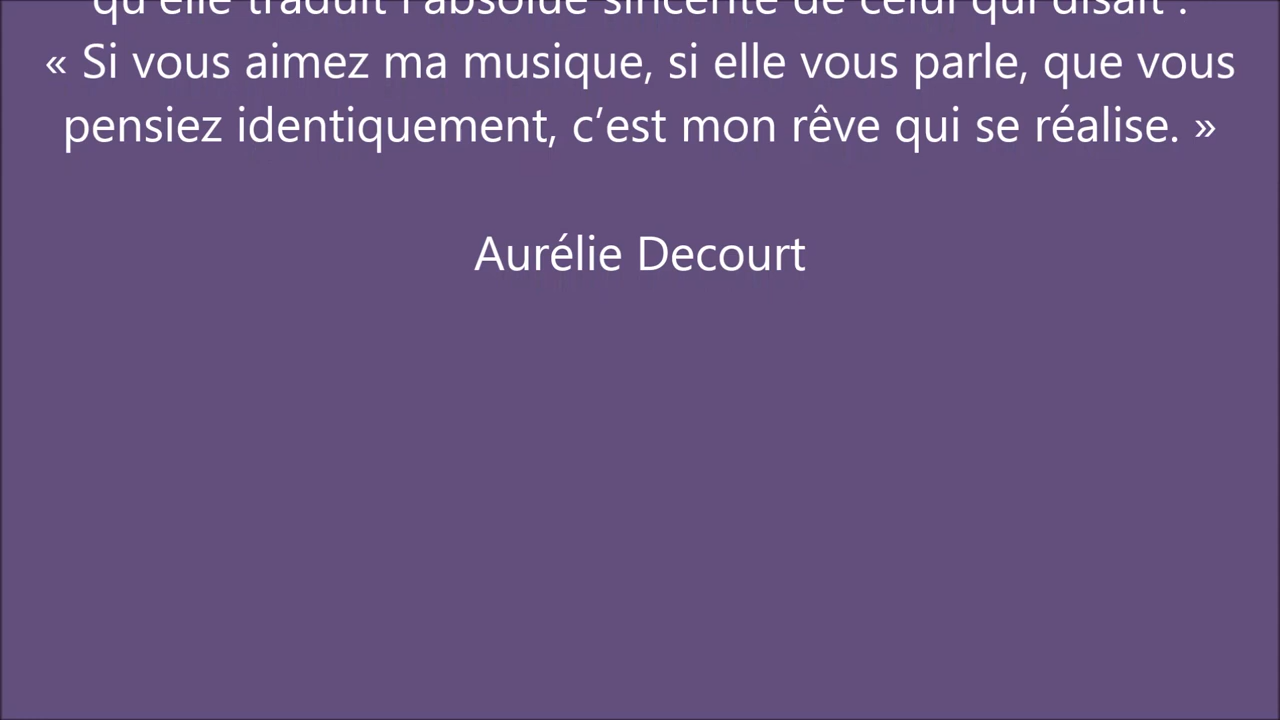 qu'elle traduit l'absolue sincérité de celui qui disait :
« Si vous aimez ma musique, si elle vous parle, que vous
pensiez identiquement, c’est mon rêve qui se réalise. »
Aurélie Decourt